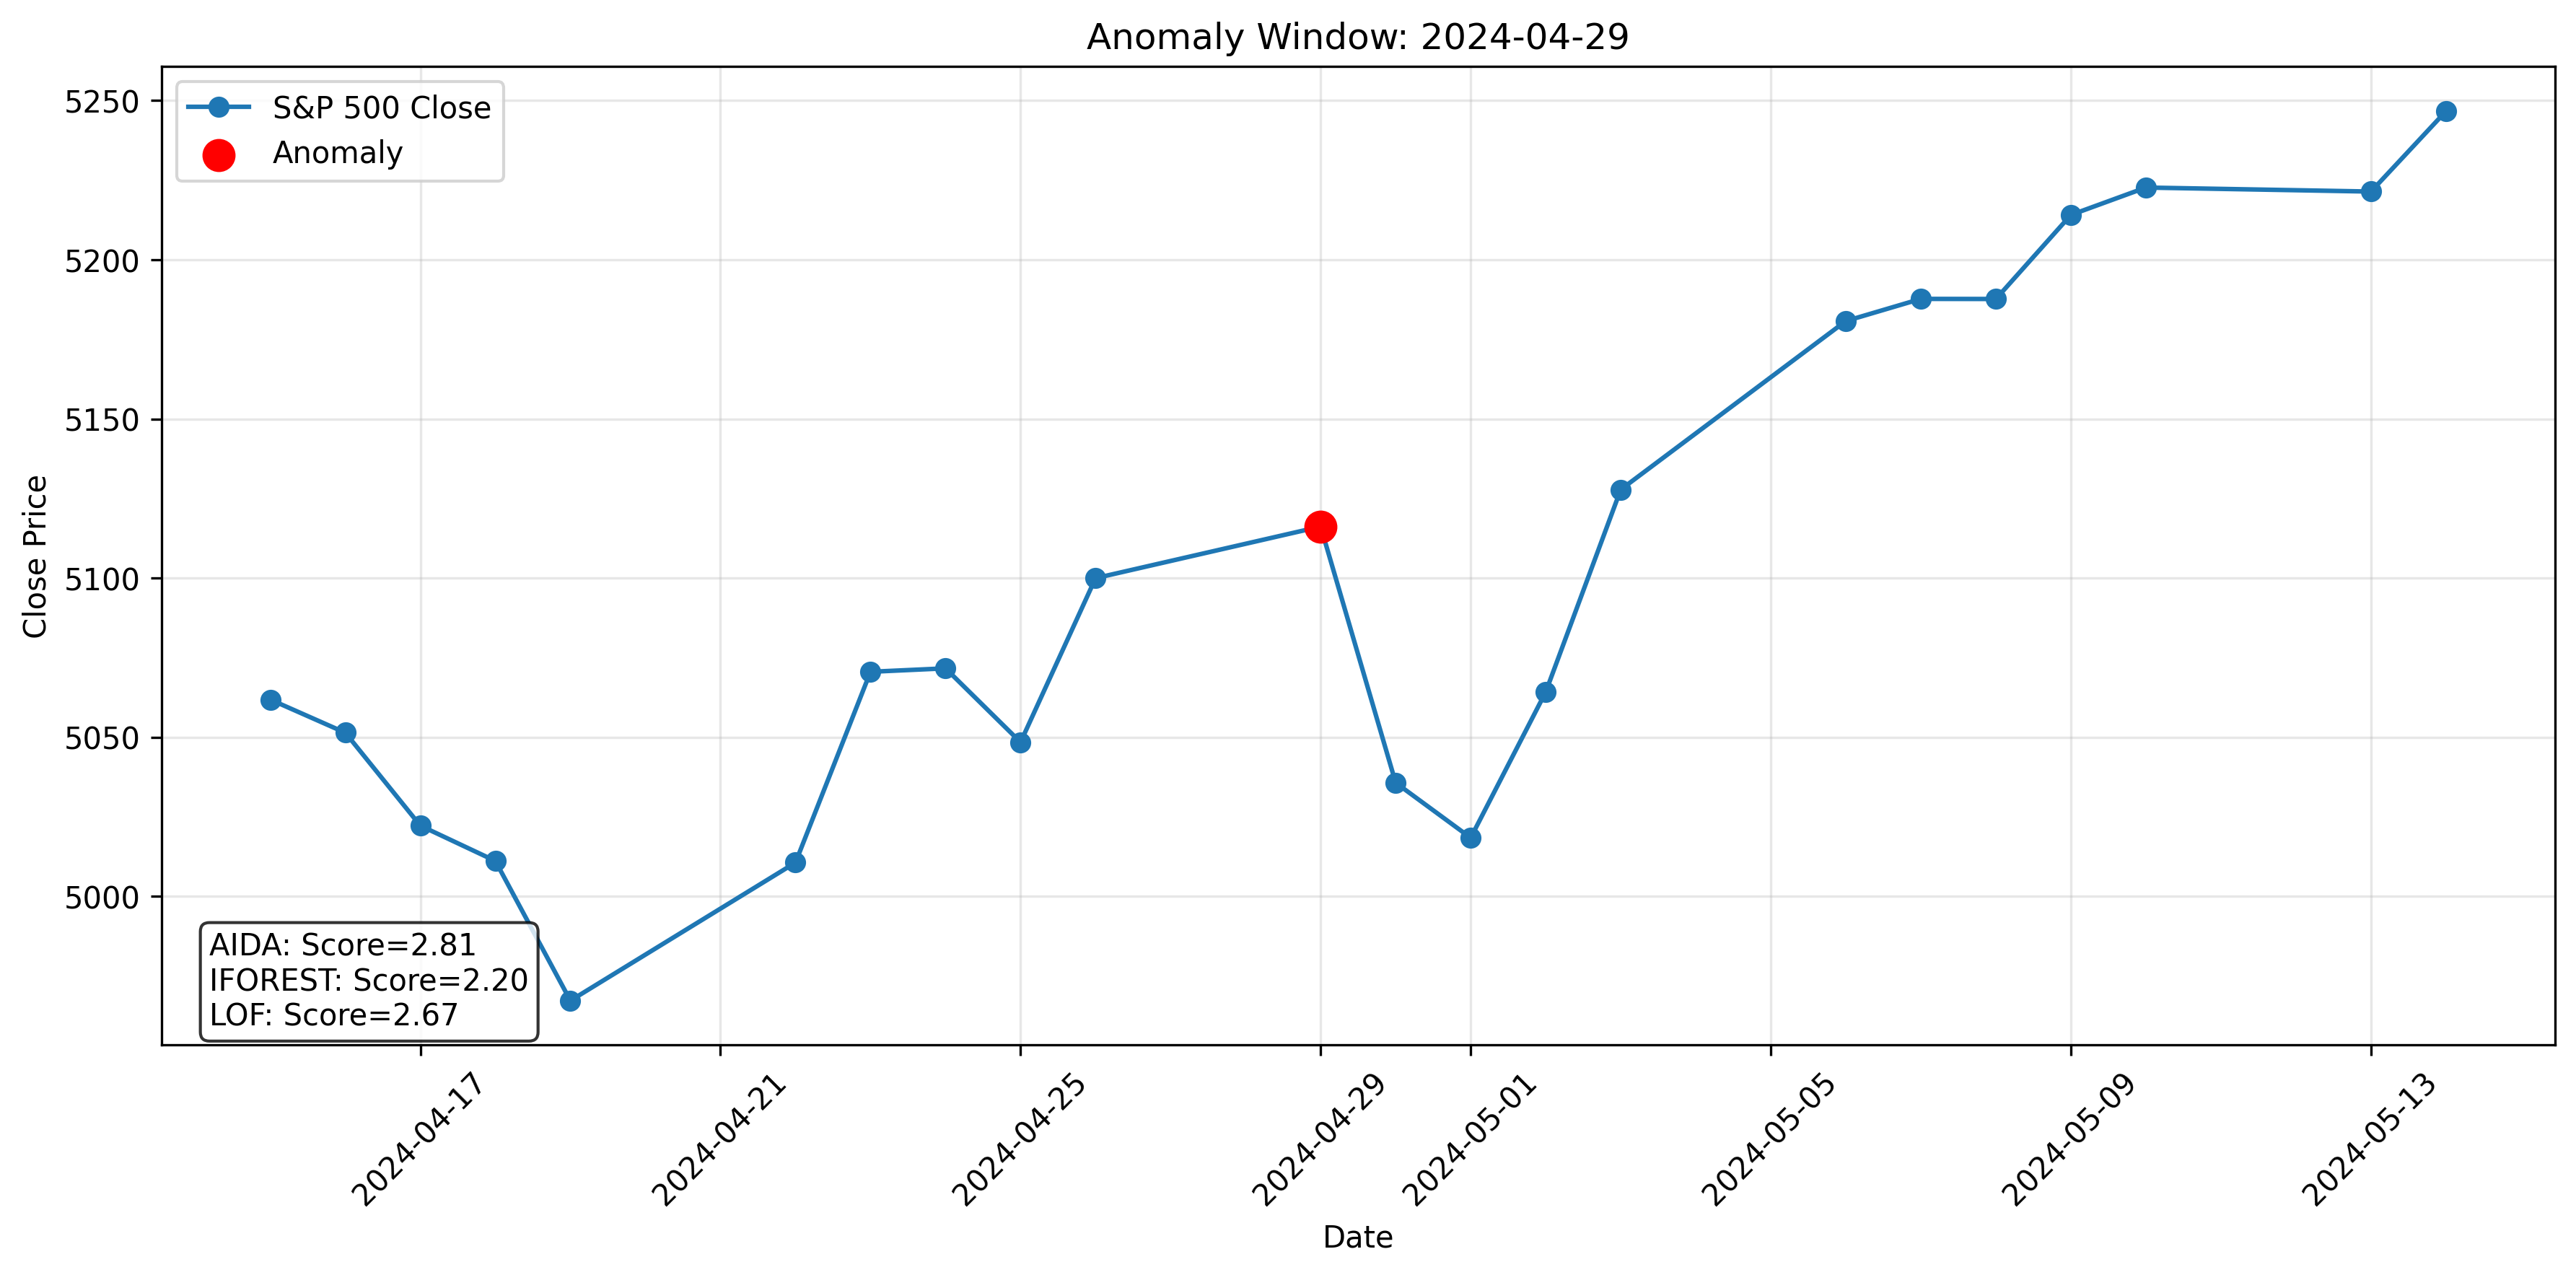 Anomaly Window: 2024-04-29
S&P 500 Close
Anomaly
Close Price
5250
5200
5150
5100
5050
5000
AIDA: Score=2.81
IFOREST: Score=2.20
LOF: Score=2.67
2024-04-17
2024-04-21
2024-04-25
2024-04-29
2024-05-01
2024-05-05
2024-05-09
2024-05-13
Date